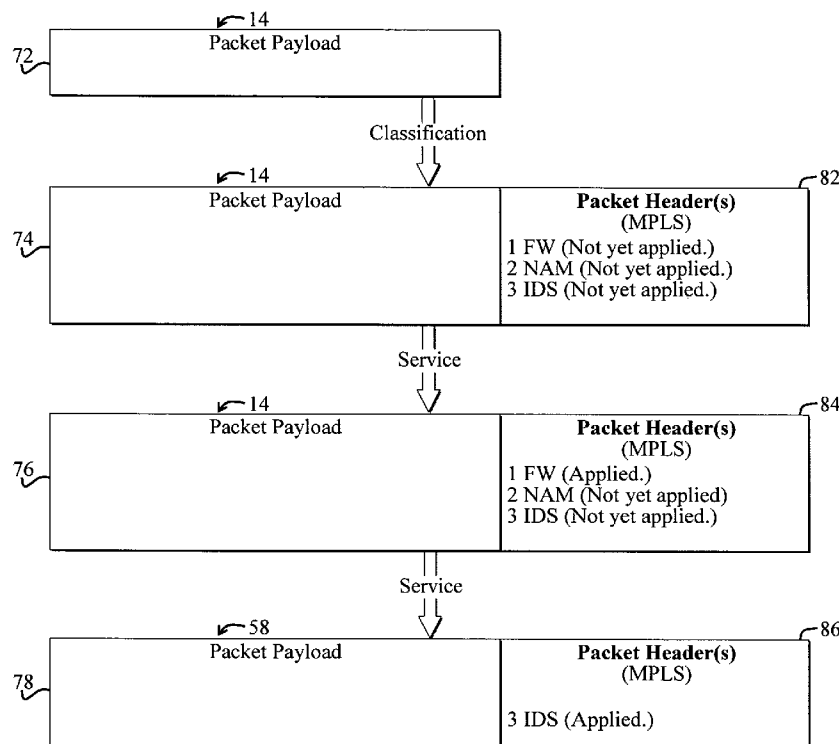 14
Packet Payload
72
Classification
14
82
Packet Payload
Packet Header(s)
(MPLS)
74
1 FW (Not yet applied.)
2 NAM (Not yet applied.)
3 IDS (Not yet applied.)
Service
14
84
Packet Payload
Packet Header(s)
(MPLS)
76
1 FW (Applied.)
2 NAM (Not yet applied)
3 IDS (Not yet applied.)
Service
58
86
Packet Payload
Packet Header(s)
(MPLS)
78
3 IDS (Applied.)